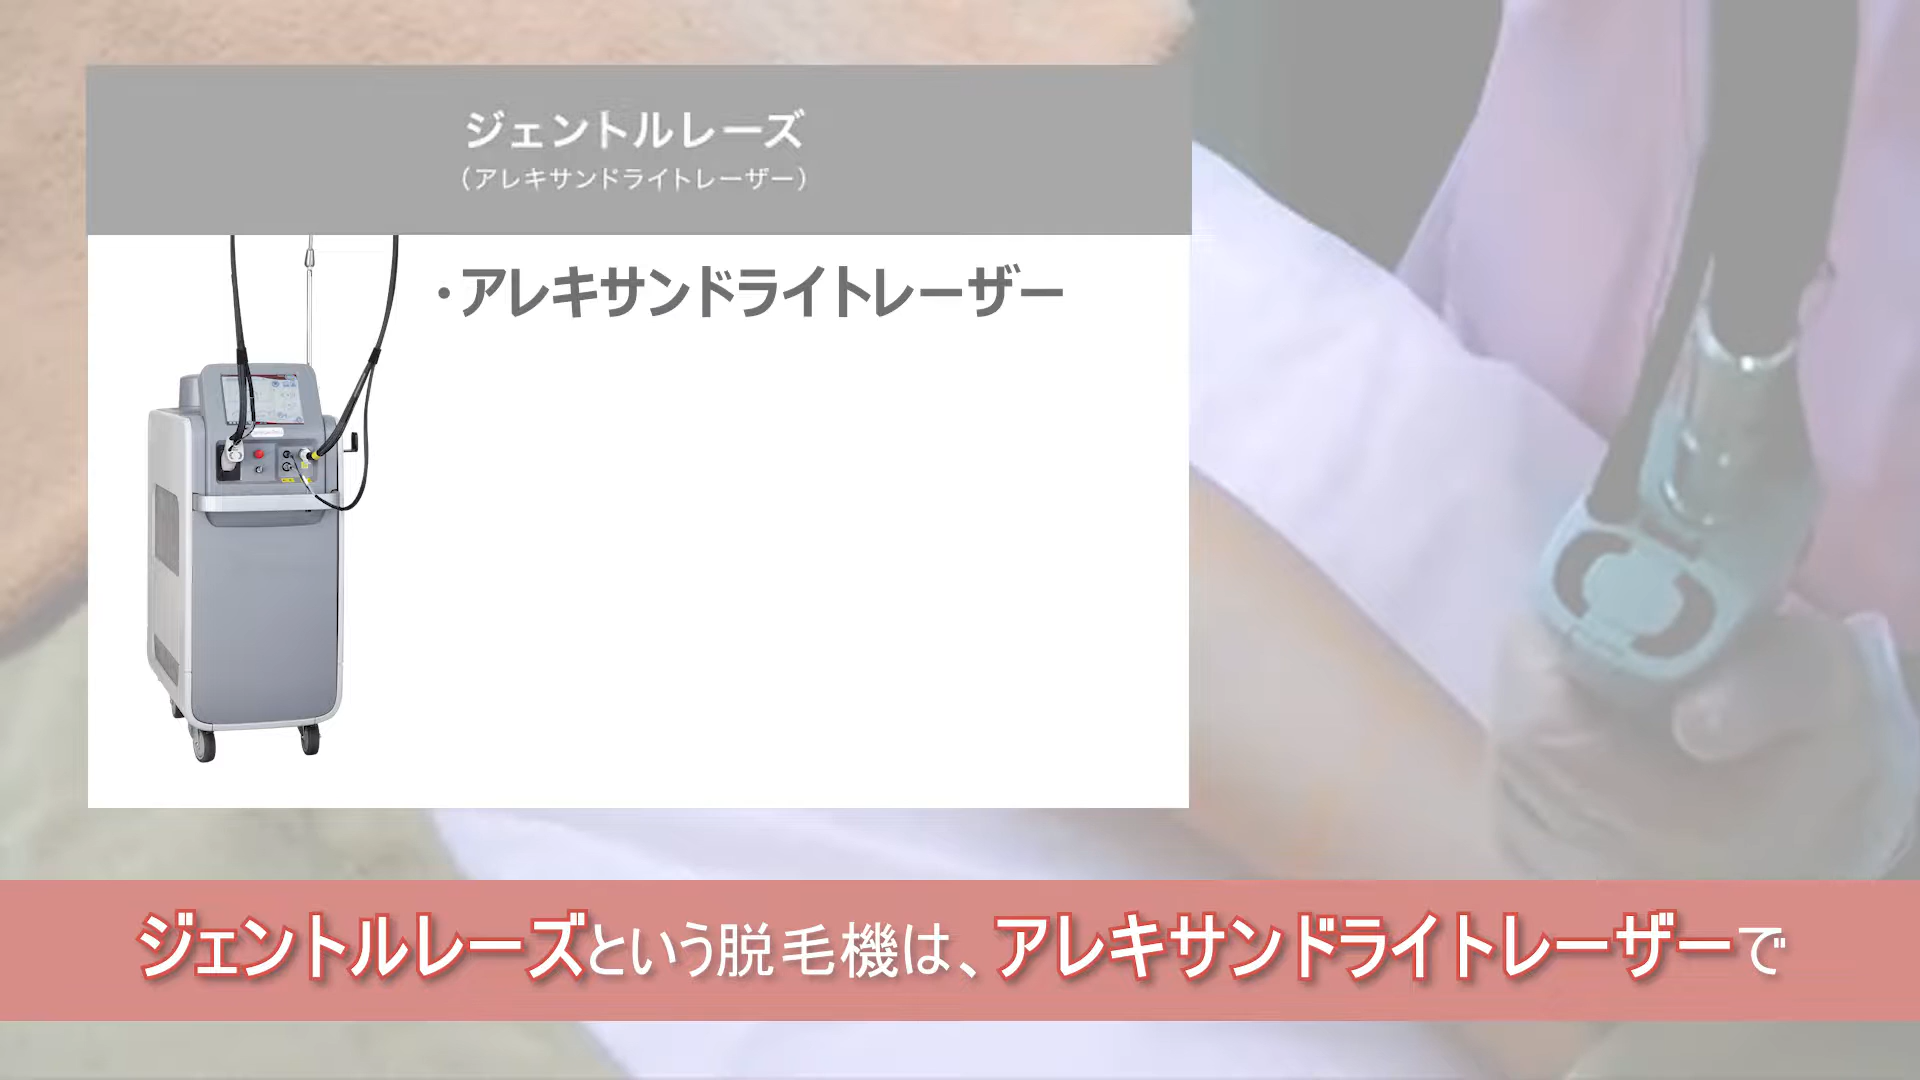 ジェントルレーズ
（アレキサンドライトレーザー）
・アレキサンドライトレーザー
ジェントルレーズという脱毛機は、アレキサンドライトレーザーで